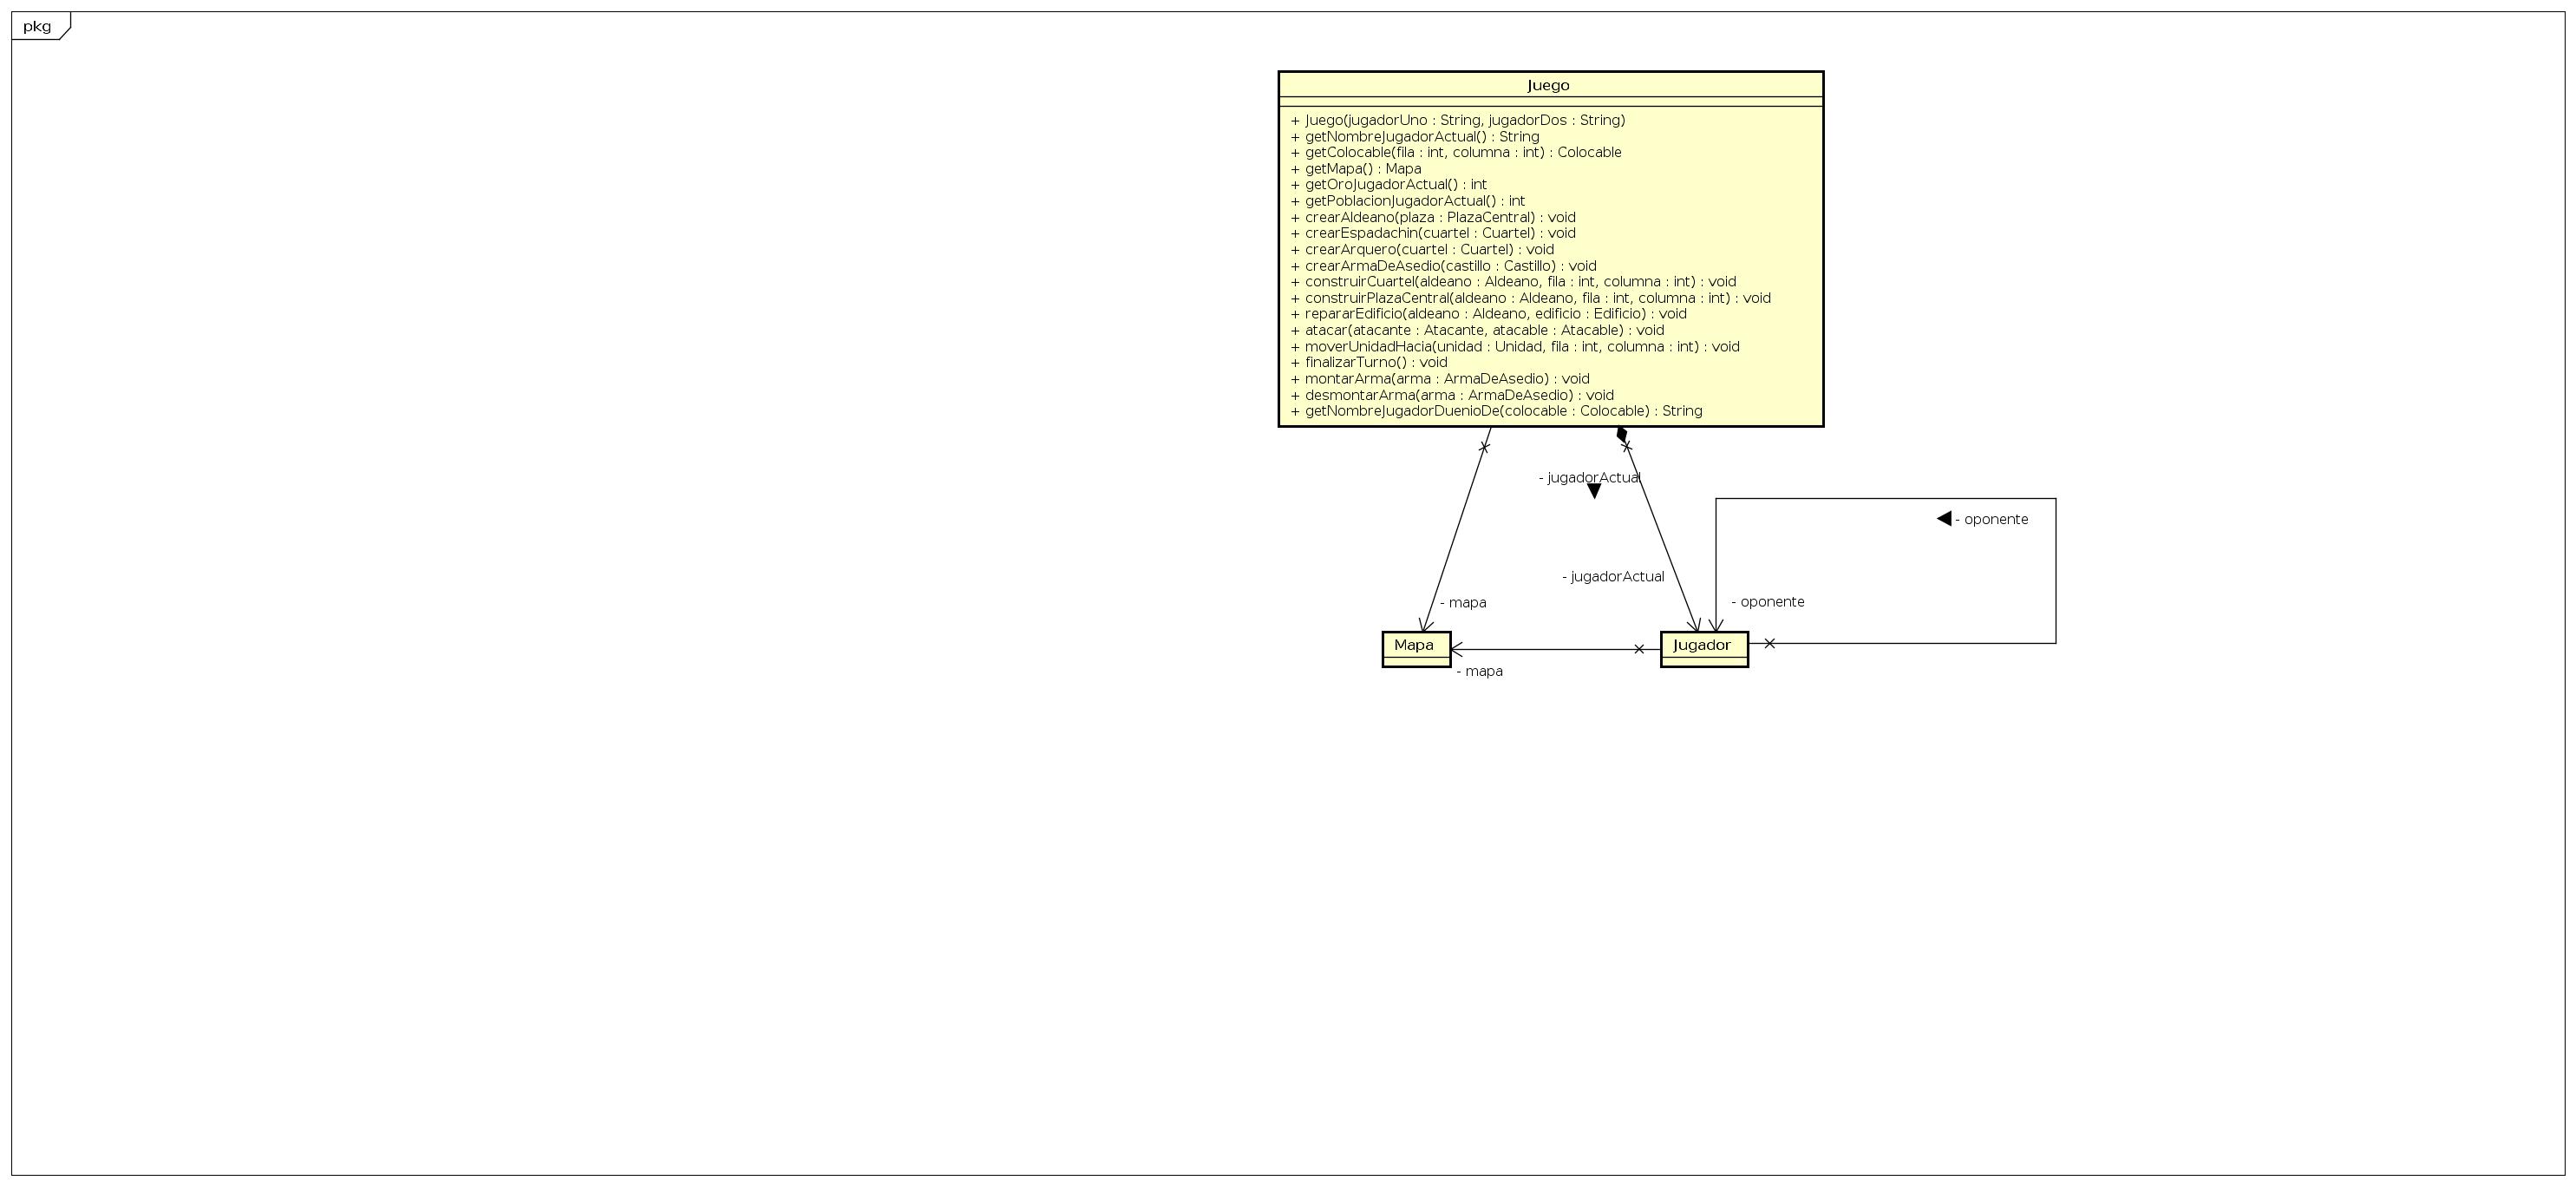 pkg
Juego
+ Juego(jugadorUno : String, jugadorDos : String)
+ getNombreJugadorActual() : String
+ getColocable(fila : int, columna : int) : Colocable
+ getMapa() : Mapa
+ getOroJugadorActual() : int
+ getPoblacionJugadorActual() : int
+ crearAldeano(plaza : PlazaCentral) : void
+ crearEspadachin(cuartel : Cuartel) : void
+ crearArquero(cuartel : Cuartel) : void
+ crearArmaDeAsedio(castillo : Castillo) : void
+ construirCuartel(aldeano : Aldeano, fila : int, columna : int) : void
+ construirPlazaCentral(aldeano : Aldeano, fila : int, columna : int) : void
+ repararEdificio(aldeano : Aldeano, edificio : Edificio) : void
+ atacar(atacante : Atacante, atacable : Atacable) : void
+ moverUnidadHacia(unidad : Unidad, fila : int, columna : int) : void
+ finalizarTurno() : void
+ montarArma(arma : ArmaDeAsedio) : void
+ desmontarArma(arma : ArmaDeAsedio) : void
+ getNombreJugadorDuenioDe(colocable : Colocable) : String
- jugadorActual
- oponente
- jugadorActual
- mapa
- oponente
Mapa
Jugador
- mapa